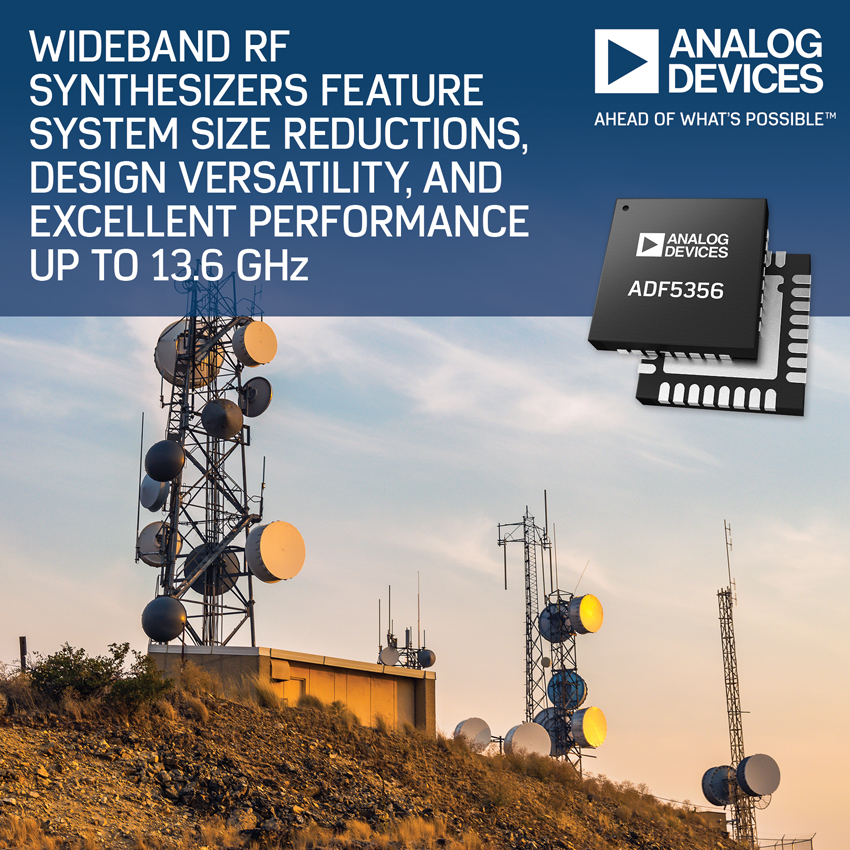 WIDEBAND RF
SYNTHESIZERS FEATURE
SYSTEM SIZE REDUCTIONS,
DESIGN VERSATILITY, AND
EXCELLENT PERFORMANCE
UP TO 13.6 GHz
ANALOG
DEVICES
AHEAD OF WHAT'S POSSIBLE™
ANALOG
DEVICES
ADF5356